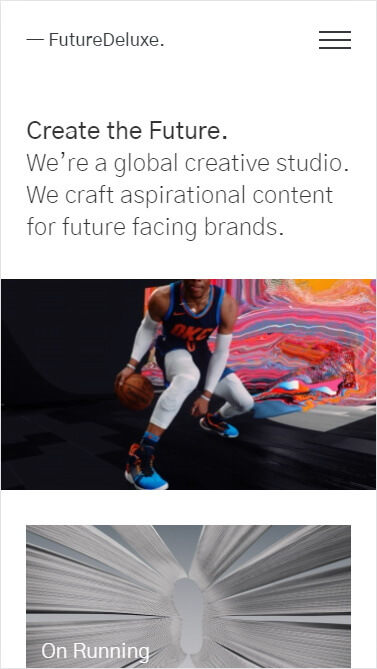 — FutureDeluxe.
Create the Future.
We’re a global creative studio.
We craft aspirational content
for future facing brands.
OKC
On Running